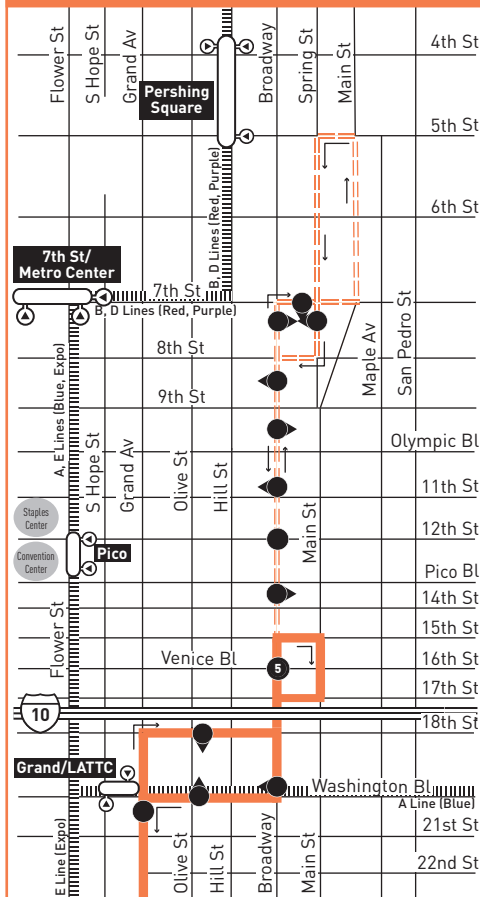 Flower St
S Hope St
Grand Av
Broadway
Spring St
Main St
4th St
Pershing
Square
5th St
B, D Lines (Red, Purple)
6th St
7th St/
Metro Center
7th St
B, D Lines (Red, Purple)
8th St
Maple Av
San Pedro St
9th St
A, E Lines (Blue, Expo)
S Hope St
Grand Av
Olive St
Hill St
Main St
Olympic Bl
11th St
Staples
Center
12th St
Convention
Center
Pico
Pico Bl
14th St
15th St
Flower St
Venice Bl
5
16th St
17th St
10
18th St
Grand/LATTC
Washington Bl
A Line (Blue)
E Line (Expo)
Olive St
Hill St
Broadway
Main St
21st St
22nd St